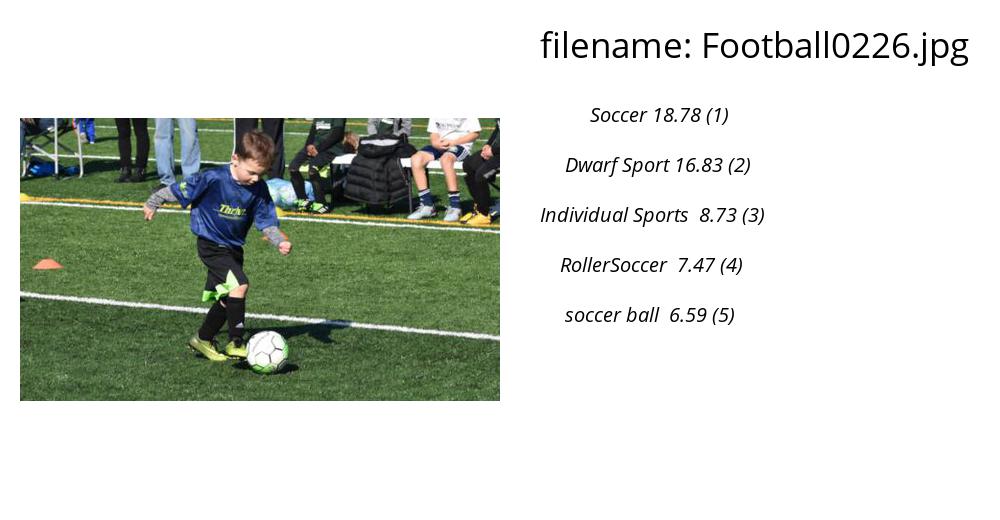 filename: Football0226.jpg
Soccer 18.78 (1)
Dwarf Sport 16.83 (2)
Individual Sports 8.73 (3)
RollerSoccer 7.47 (4)
soccer ball 6.59 (5)